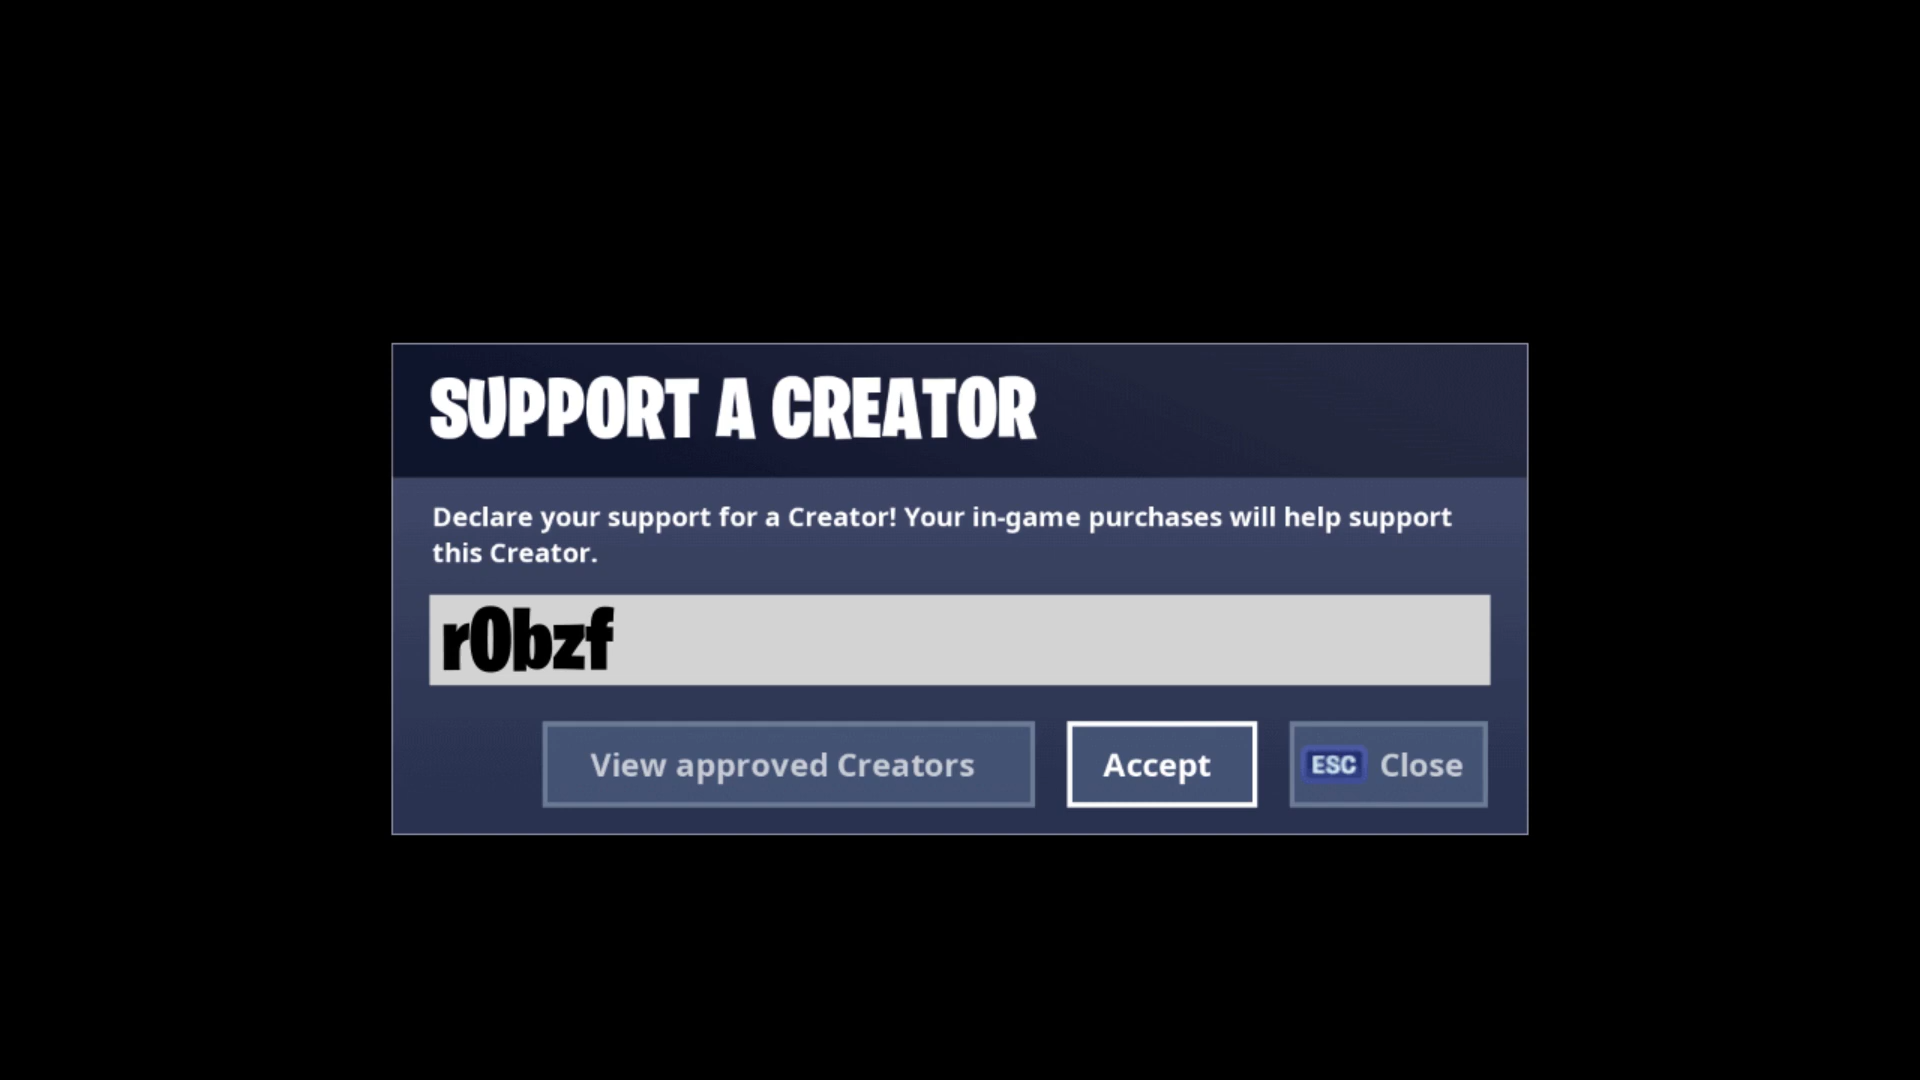 SUPPORT A CREATOR
Declare your support for a Creator! Your in-game purchases will help support
this Creator.
r0bzf
View approved Creators
Accept
ESC Close